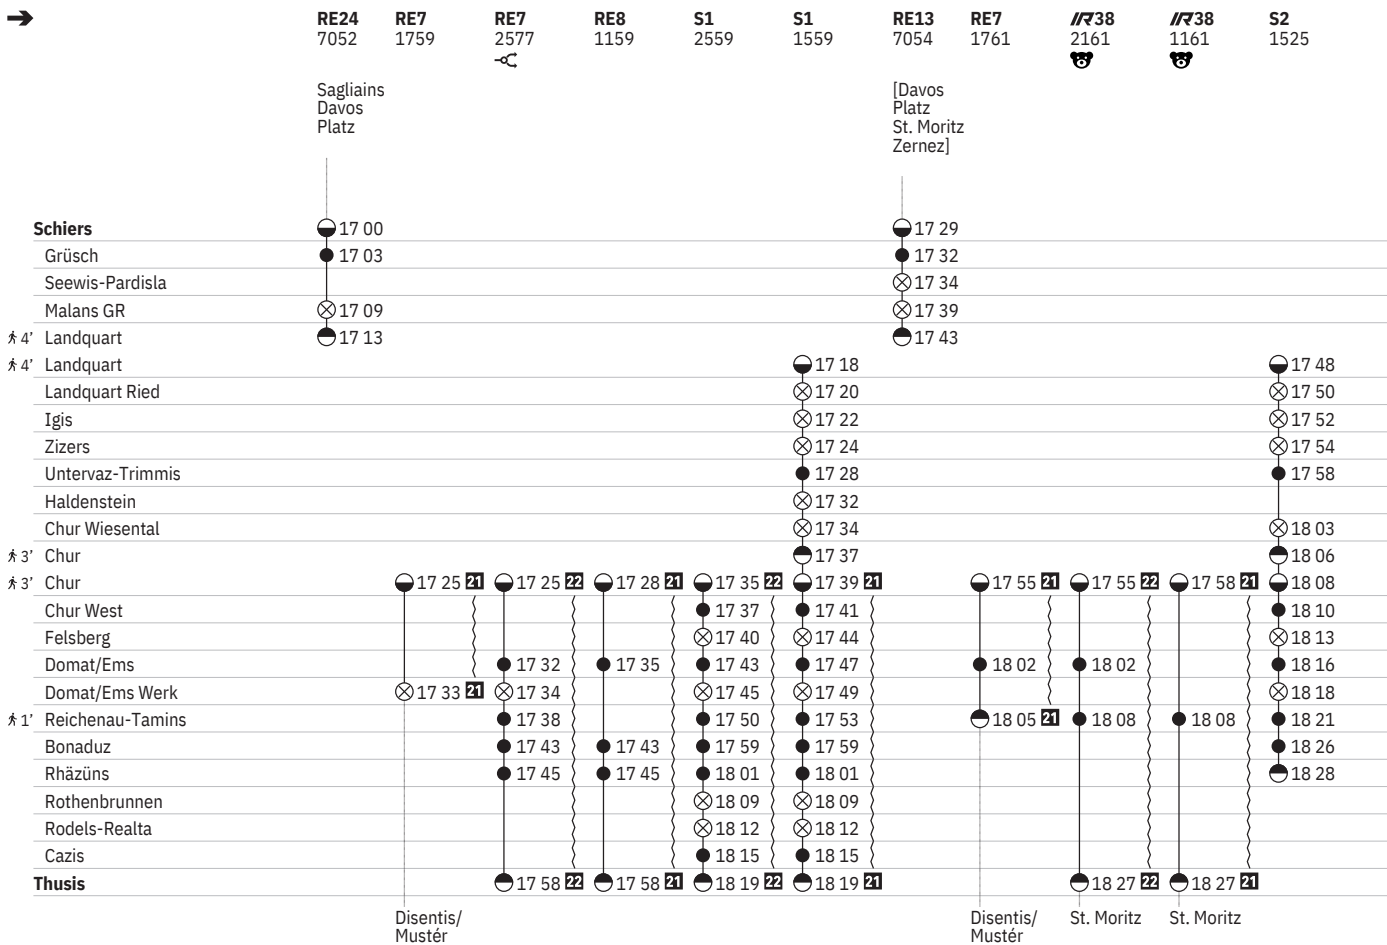 RE24 RE7 RE7 RE8 S1 S1 RE13 RE7 IR38 IR38 S2
7052 1759 2577 1159 2559 1559 7054 1761 2161 1161 1525
Sagliains [Davos
Davos Platz
Platz St. Moritz
Zernez]
Schiers 17 00 17 29
Grüsch 17 03 17 32
Seewis-Pardisla 17 34
Malans GR 17 09 17 39
4’ Landquart 17 13 17 43
4’ Landquart 17 18 17 48
Landquart Ried 17 20 17 50
Igis 17 22 17 52
Zizers 17 24 17 54
Untervaz-Trimmis 17 28 17 58
Haldenstein 17 32
Chur Wiesental 17 34 18 03
3’ Chur 17 37 18 06
3’ Chur 17 25 21 17 25 22 17 28 21 17 35 22 17 39 21 17 55 21 17 55 22 17 58 21 18 08
Chur West 17 37 17 41 18 10
Felsberg 17 40 17 44 18 13
Domat/Ems 17 32 17 35 17 43 17 47 18 02 18 02 18 16
Domat/Ems Werk 17 33 21 17 34 17 45 17 49 18 18
1’ Reichenau-Tamins 17 38 17 50 17 53 18 05 21 18 08 18 08 18 21
Bonaduz 17 43 17 43 17 59 17 59 18 26
Rhäzüns 17 45 17 45 18 01 18 01 18 28
Rothenbrunnen 18 09 18 09
Rodels-Realta 18 12 18 12
Cazis 18 15 18 15
Thusis 17 58 22 17 58 21 18 19 22 18 19 21 18 27 22 18 27 21
Disentis/ Disentis/ St. Moritz St. Moritz
Mustér Mustér